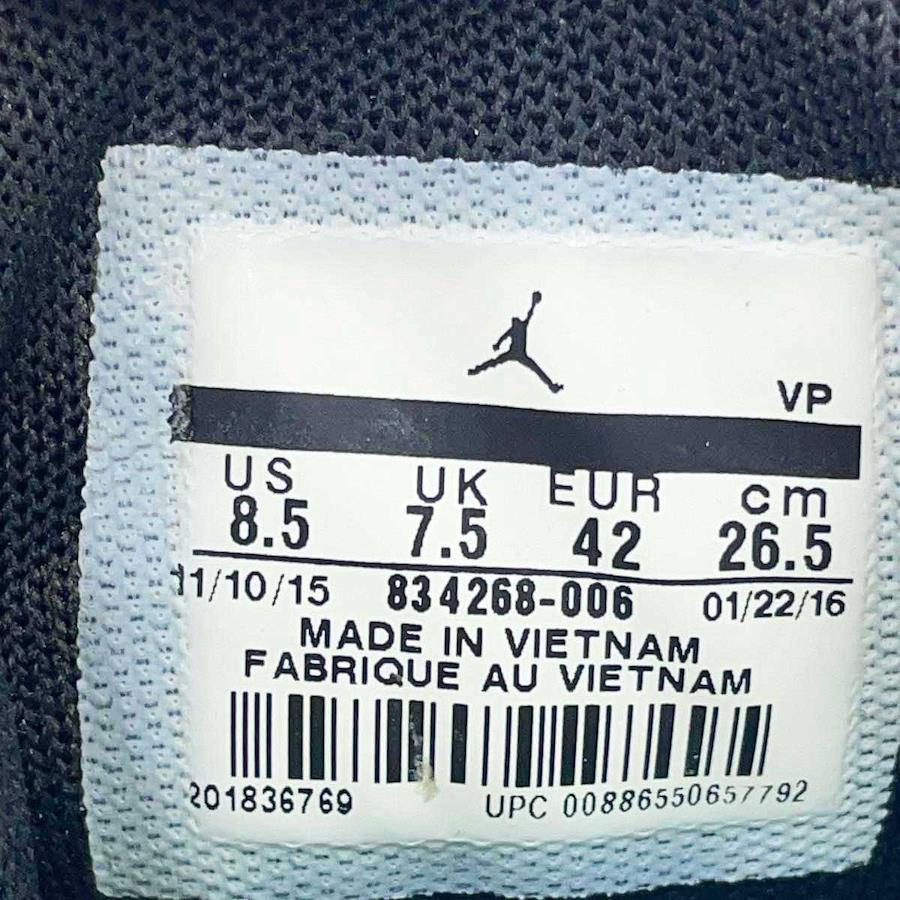 VP
US UK EUR cm
8.5 7.5 42 26.5
11/10/15 834268-006 01/22/16
MADE IN VIETNAM
FABRIQUE AU VIETNAM
201836769 UPC 00886550657792